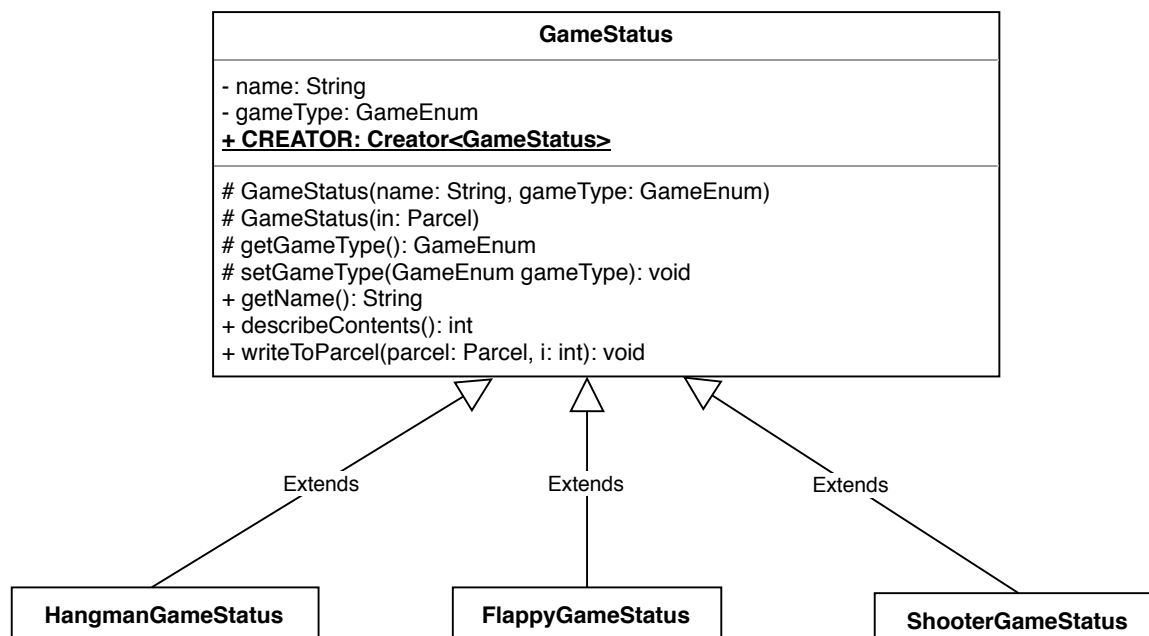 GameStatus
- name: String
- gameType: GameEnum
+ CREATOR: Creator<GameStatus>
# GameStatus(name: String, gameType: GameEnum)
# GameStatus(in: Parcel)
# getGameType(): GameEnum
# setGameType(GameEnum gameType): void
+ getName(): String
+ describeContents(): int
+ writeToParcel(parcel: Parcel, i: int): void
Extends
Extends
Extends
HangmanGameStatus
FlappyGameStatus
ShooterGameStatus